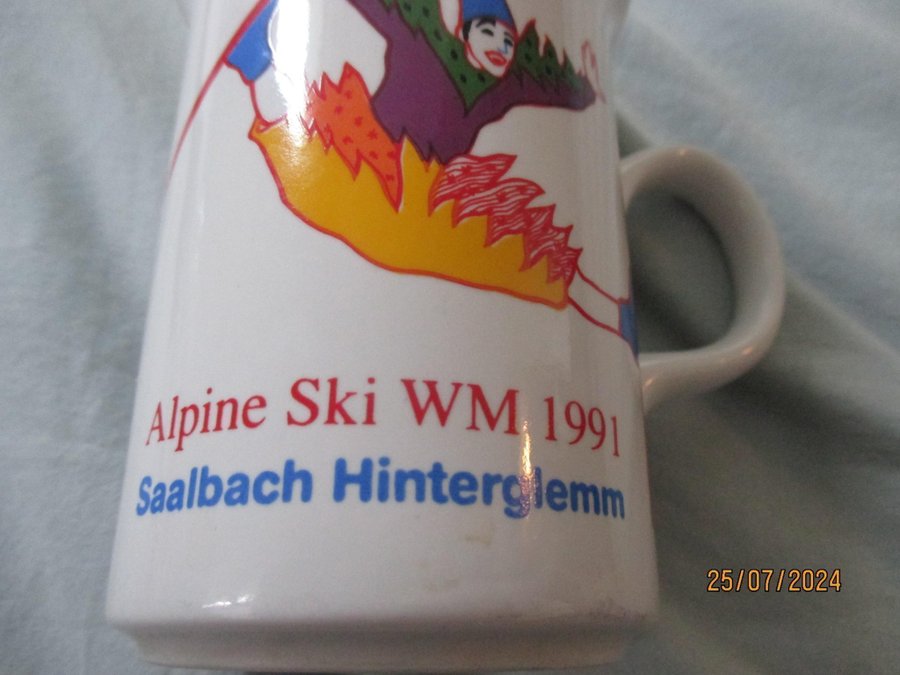 Alpine Ski WM 1991
Saalbach Hinterglemm
25/07/2024